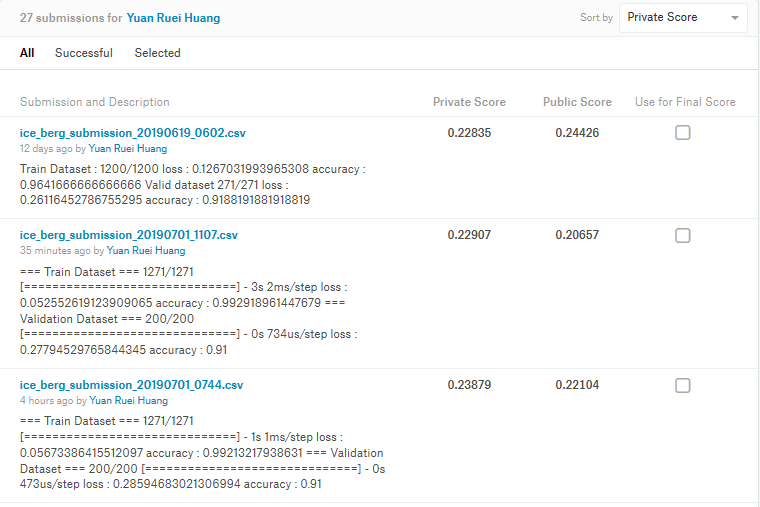 27 submissions for Yuan Ruei Huang
Sort by Private Score
All Successful Selected
Submission and Description Private Score Public Score Use for Final Score
ice_berg_submission_20190619_0602.csv 0.22835 0.24426
12 days ago by Yuan Ruei Huang
Train Dataset : 1200/1200 loss : 0.1267031993965308 accuracy :
0.9641666666666666 Valid dataset 271/271 loss :
0.26116452786755295 accuracy : 0.9188191881918819
ice_berg_submission_20190701_1107.csv 0.22907 0.20657
35 minutes ago by Yuan Ruei Huang
=== Train Dataset === 1271/1271
[==============================] - 3s 2ms/step loss :
0.052552619123909065 accuracy : 0.992918961447679 ===
Validation Dataset === 200/200
[==============================] - 0s 734us/step loss :
0.27794529765844345 accuracy : 0.91
ice_berg_submission_20190701_0744.csv 0.23879 0.22104
4 hours ago by Yuan Ruei Huang
=== Train Dataset === 1271/1271
[==============================] - 1s 1ms/step loss :
0.05673386415512097 accuracy : 0.99213217938631 === Validation
Dataset === 200/200 [==============================] - 0s
473us/step loss : 0.28594683021306994 accuracy : 0.91